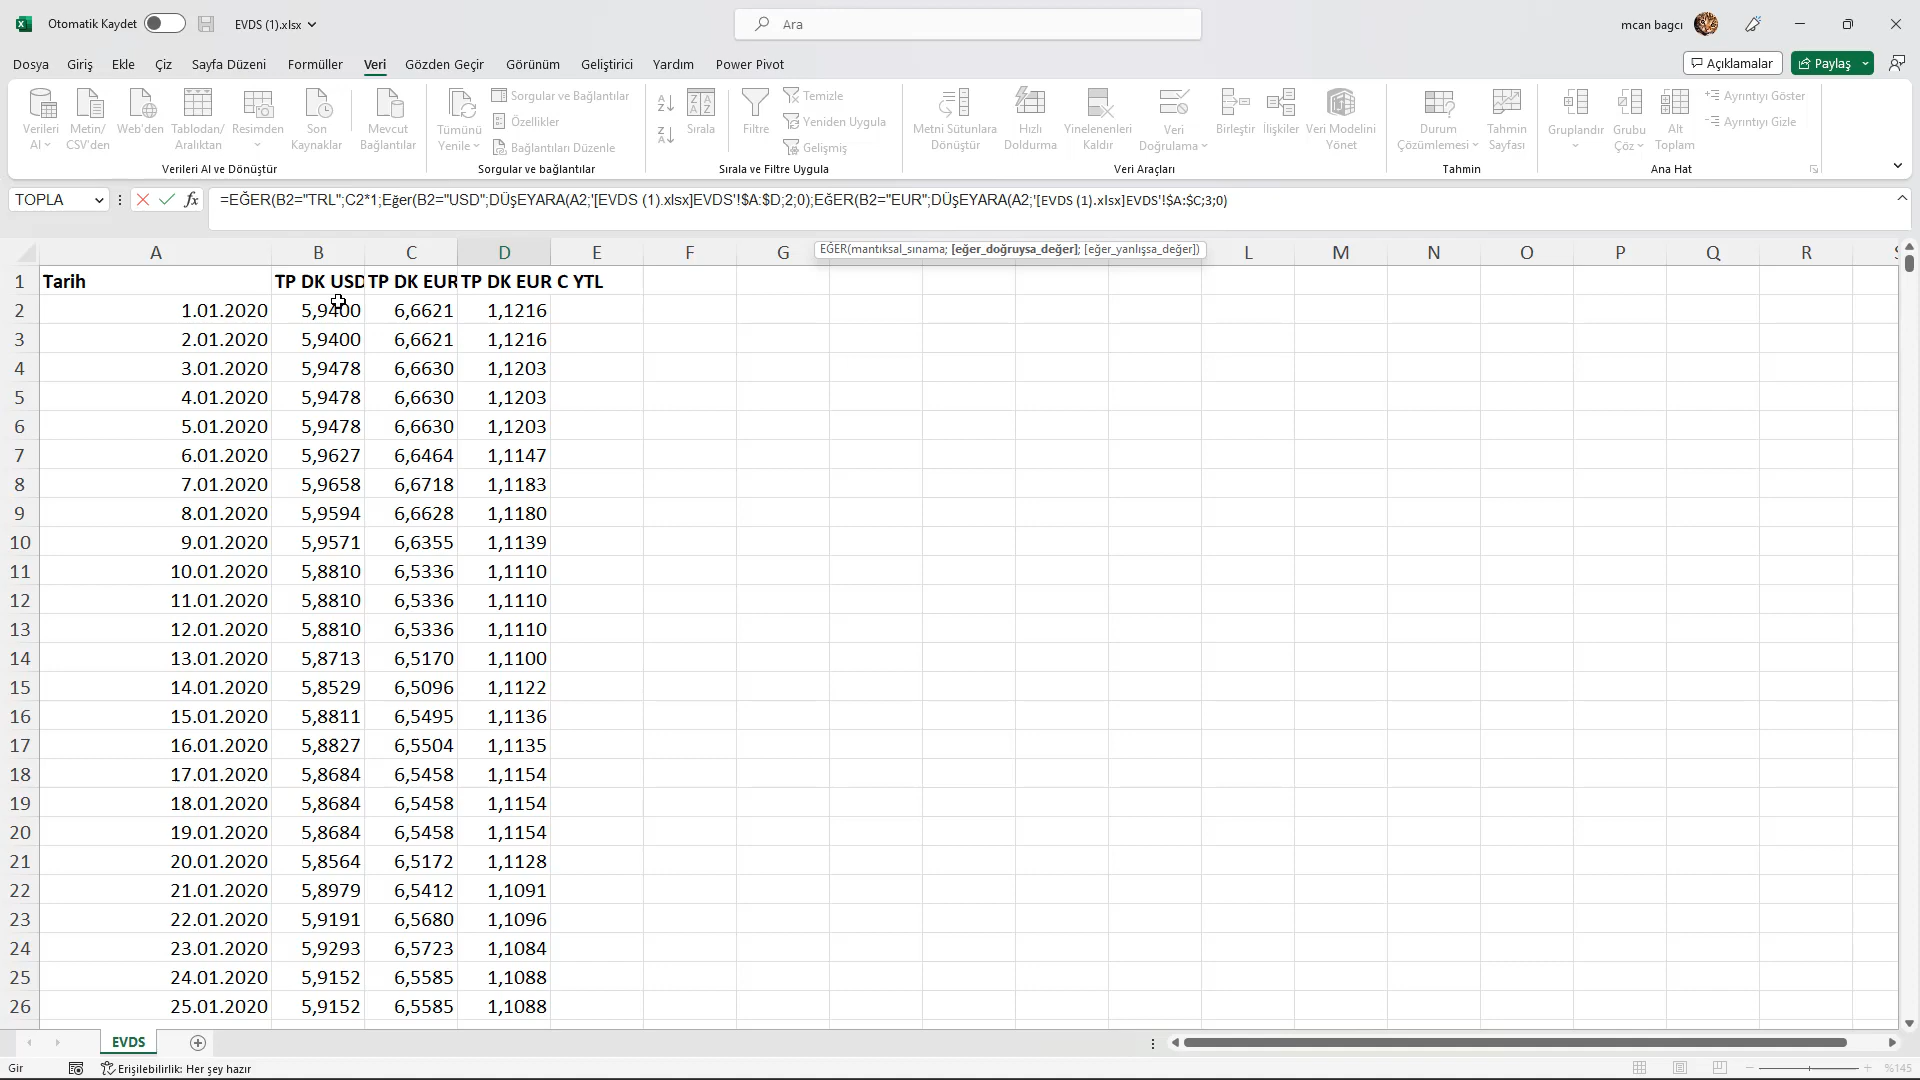 Otomatik Kaydet EVDS (1).xlsx Ara mcan bagcı
Dosya Giriş Ekle Çiz Sayfa Düzeni Formüller Veri Gözden Geçir Görünüm Geliştirici Yardım Power Pivot Açıklamalar Paylaş
Verileri Al Metin/ CSV'den Web'den Tablodan/ Aralıktan Resimden Son Kaynaklar Mevcut Bağlantılar
Verileri Al ve Dönüştür
Tümünü Yenile Sorgular ve Bağlantılar
Özellikler
Bağlantıları Düzenle
Sorgular ve bağlantılar
Sırala Filtre Temizle
Yeniden Uygula
Gelişmiş
Sırala ve Filtre Uygula
Metni Sütunlara Dönüştür Hızlı Doldurma Yinelenenleri Kaldır Veri Doğrulama Birleştir İlişkiler Veri Modelini Yönet
Veri Araçları
Durum Çözümlemesi Tahmin Sayfası
Tahmin
Gruplandır Grubu Çöz Alt Toplam Ayrıntıyı Göster
Ayrıntıyı Gizle
Ana Hat
TOPLA fx =EĞER(B2="TRL";C2*1;Eğer(B2="USD";DÜŞEYARA(A2;'[EVDS (1).xlsx]EVDS'!$A:$D;2;0);EĞER(B2="EUR";DÜŞEYARA(A2;'[EVDS (1).xlsx]EVDS'!$A:$C;3;0)
EĞER(mantıksal_sınama; [eğer_doğruysa_değer]; [eğer_yanlışsa_değer])
A B C D E F G L M N O P Q R S
1 Tarih TP DK USD TP DK EUR TP DK EUR C YTL
2 1.01.2020 5,9400 6,6621 1,1216
3 2.01.2020 5,9400 6,6621 1,1216
4 3.01.2020 5,9478 6,6630 1,1203
5 4.01.2020 5,9478 6,6630 1,1203
6 5.01.2020 5,9478 6,6630 1,1203
7 6.01.2020 5,9627 6,6464 1,1147
8 7.01.2020 5,9658 6,6718 1,1183
9 8.01.2020 5,9594 6,6628 1,1180
10 9.01.2020 5,9571 6,6355 1,1139
11 10.01.2020 5,8810 6,5336 1,1110
12 11.01.2020 5,8810 6,5336 1,1110
13 12.01.2020 5,8810 6,5336 1,1110
14 13.01.2020 5,8713 6,5170 1,1100
15 14.01.2020 5,8529 6,5096 1,1122
16 15.01.2020 5,8811 6,5495 1,1136
17 16.01.2020 5,8827 6,5504 1,1135
18 17.01.2020 5,8684 6,5458 1,1154
19 18.01.2020 5,8684 6,5458 1,1154
20 19.01.2020 5,8684 6,5458 1,1154
21 20.01.2020 5,8564 6,5172 1,1128
22 21.01.2020 5,8979 6,5412 1,1091
23 22.01.2020 5,9191 6,5680 1,1096
24 23.01.2020 5,9293 6,5723 1,1084
25 24.01.2020 5,9152 6,5585 1,1088
26 25.01.2020 5,9152 6,5585 1,1088
EVDS
Gir Erişilebilirlik: Her şey hazır %145